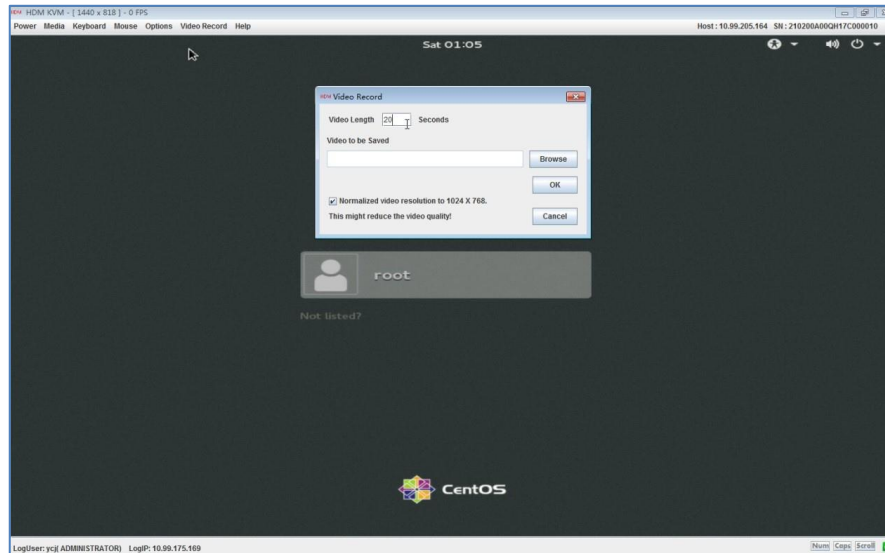 HDM HDM KVM - [ 1440 x 818 ] - 0 FPS
Power Media Keyboard Mouse Options Video Record Help Host : 10.99.205.164 SN : 210200A00QH17C000010
Sat 01:05
HDM Video Record
Video Length 20 Seconds
Video to be Saved
Browse
OK
Normalized video resolution to 1024 X 768.
This might reduce the video quality!
Cancel
root
Not listed?
CentOS
LogUser: ycj( ADMINISTRATOR) LogIP: 10.99.175.169 Num Caps Scroll